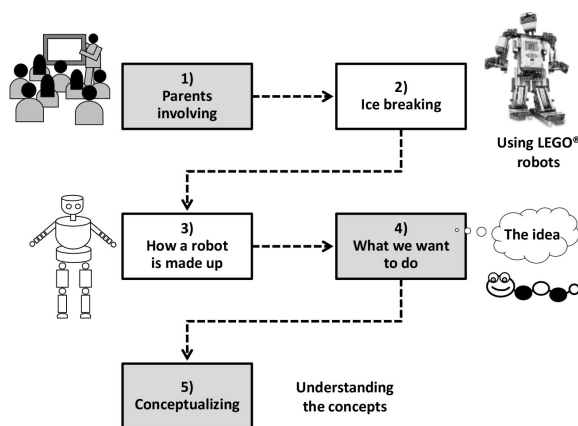 1)
Parents
involving
2)
Ice breaking
Using LEGO®
robots
3)
How a robot
is made up
4)
What we want
to do
The idea
5)
Conceptualizing
Understanding
the concepts